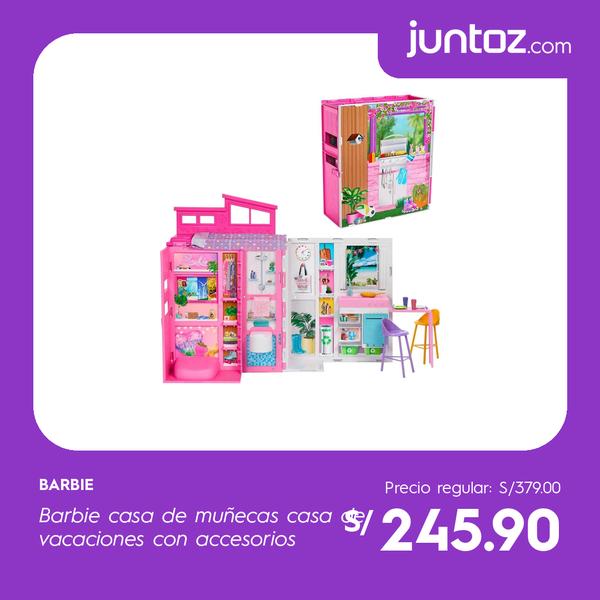 juntoz.com
BARBIE
Barbie casa de muñecas casa de
vacaciones con accesorios
Precio regular: S/379.00
S/ 245.90